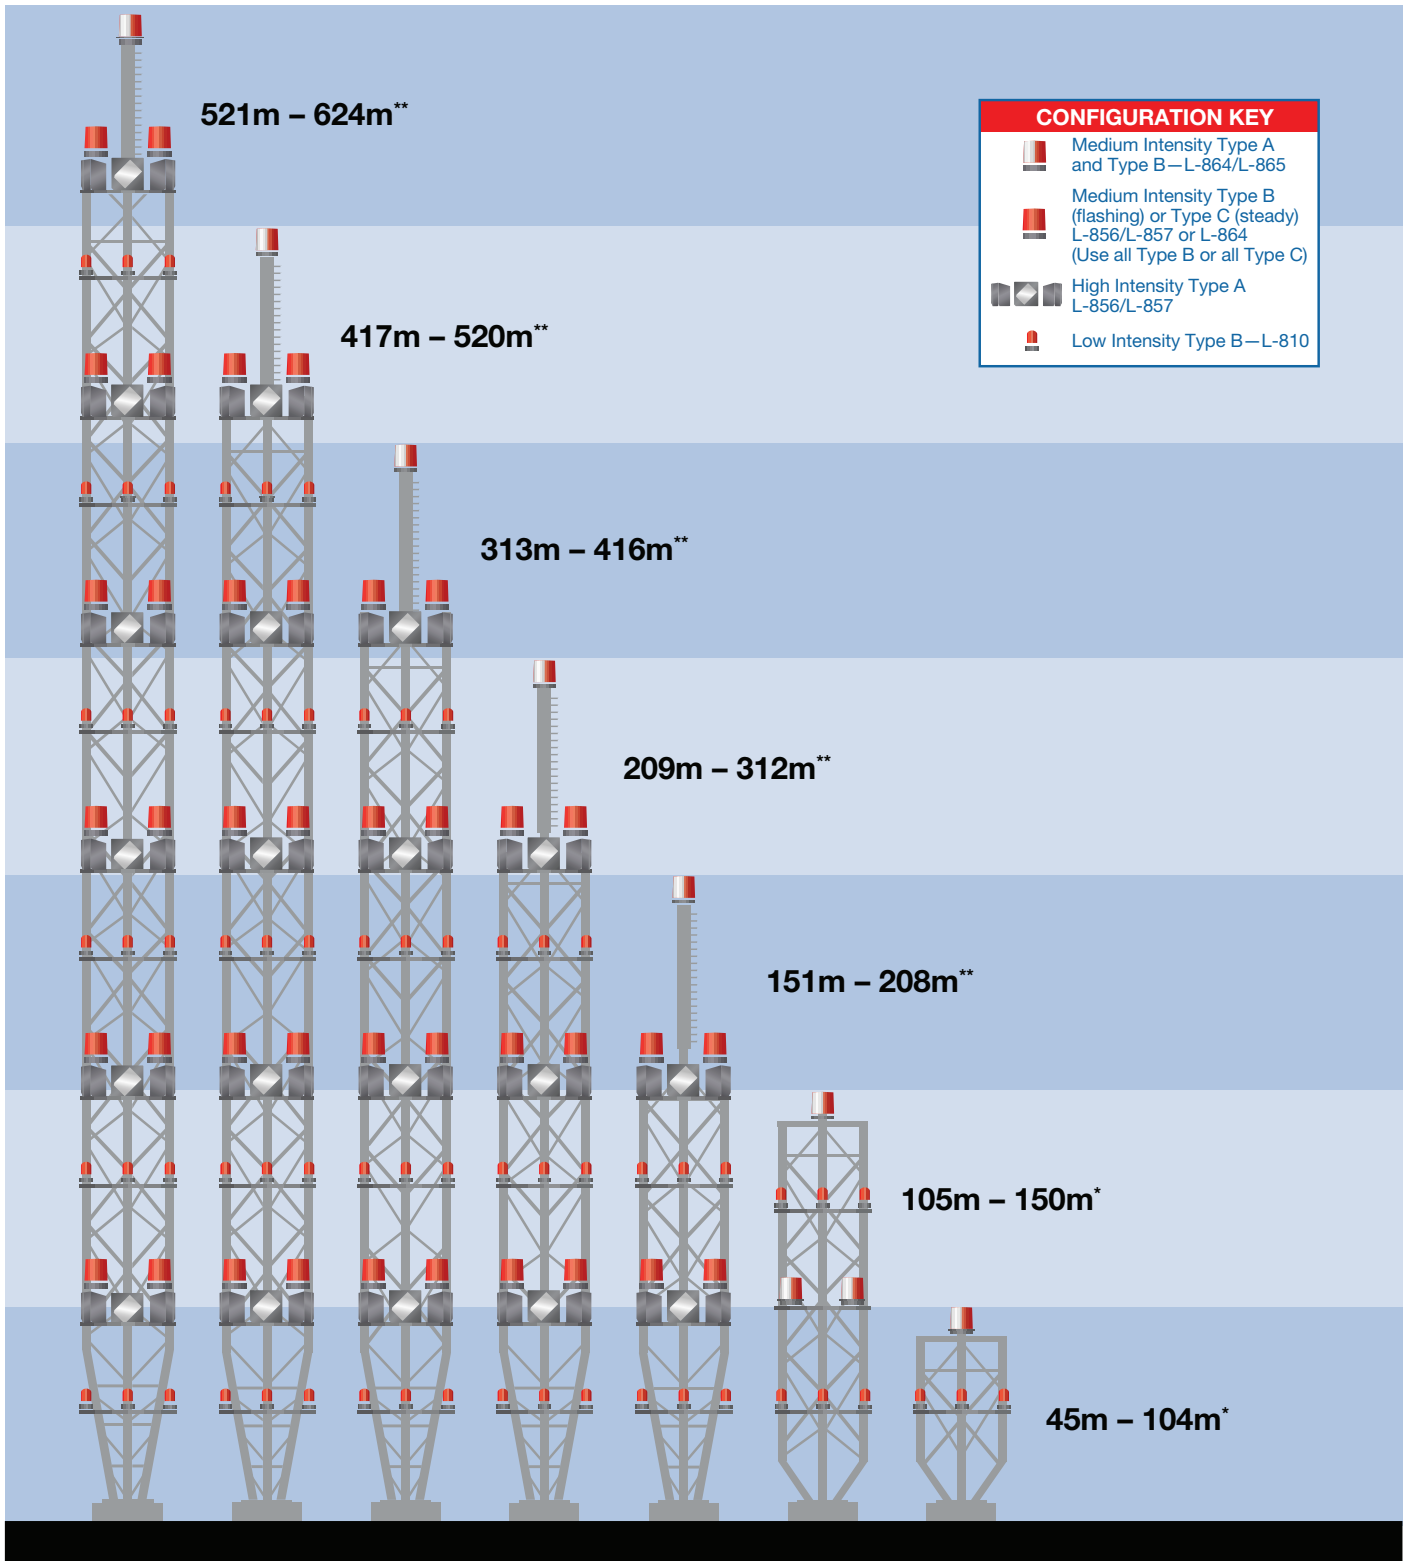 521m – 624m**
CONFIGURATION KEY
Medium Intensity Type A
and Type B—L-864/L-865
Medium Intensity Type B
(flashing) or Type C (steady)
L-856/L-857 or L-864
(Use all Type B or all Type C)
High Intensity Type A
L-856/L-857
Low Intensity Type B—L-810
417m – 520m**
313m – 416m**
209m – 312m**
151m – 208m**
105m – 150m*
45m – 104m*